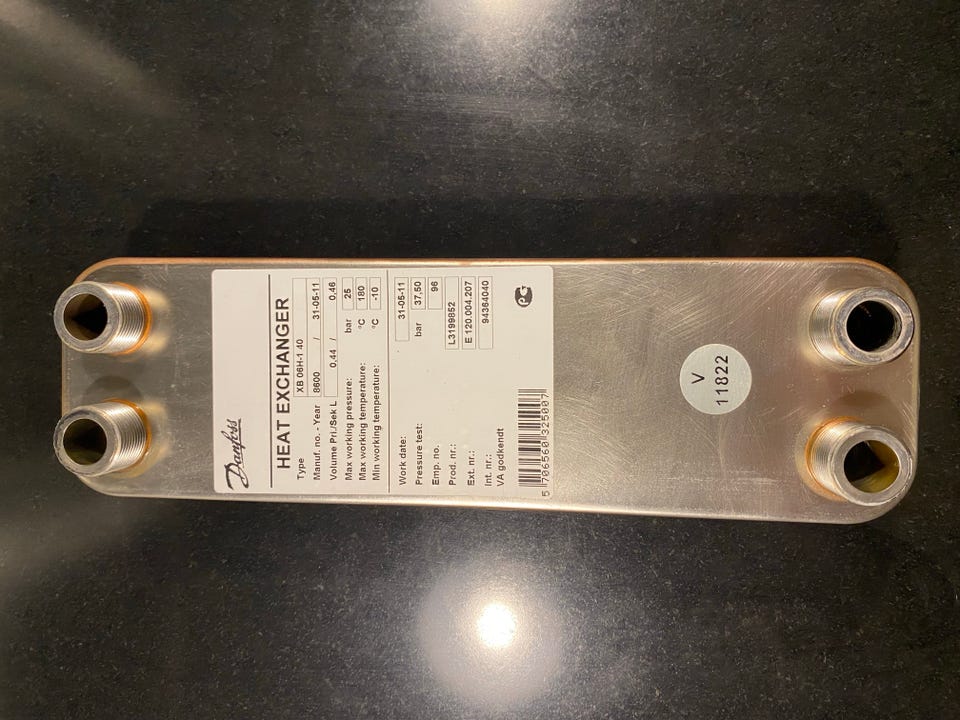 Danfoss
HEAT EXCHANGER
Type XB 06H-1 40
Manuf. no. - Year 8600 / 31-05-11
Volume Pri./Sek L 0,44 / 0,46
Max working pressure: bar 25
Max working temperature: °C 180
Min working temperature: °C -10
Work date: 31-05-11
Pressure test: bar 37,50
Emp. no. 96
Prod. nr.: L3199852
Ext. nr.: E 120.004.207
Int. nr.: 94364040
VA godkendt
5 706560 325007
V
11822